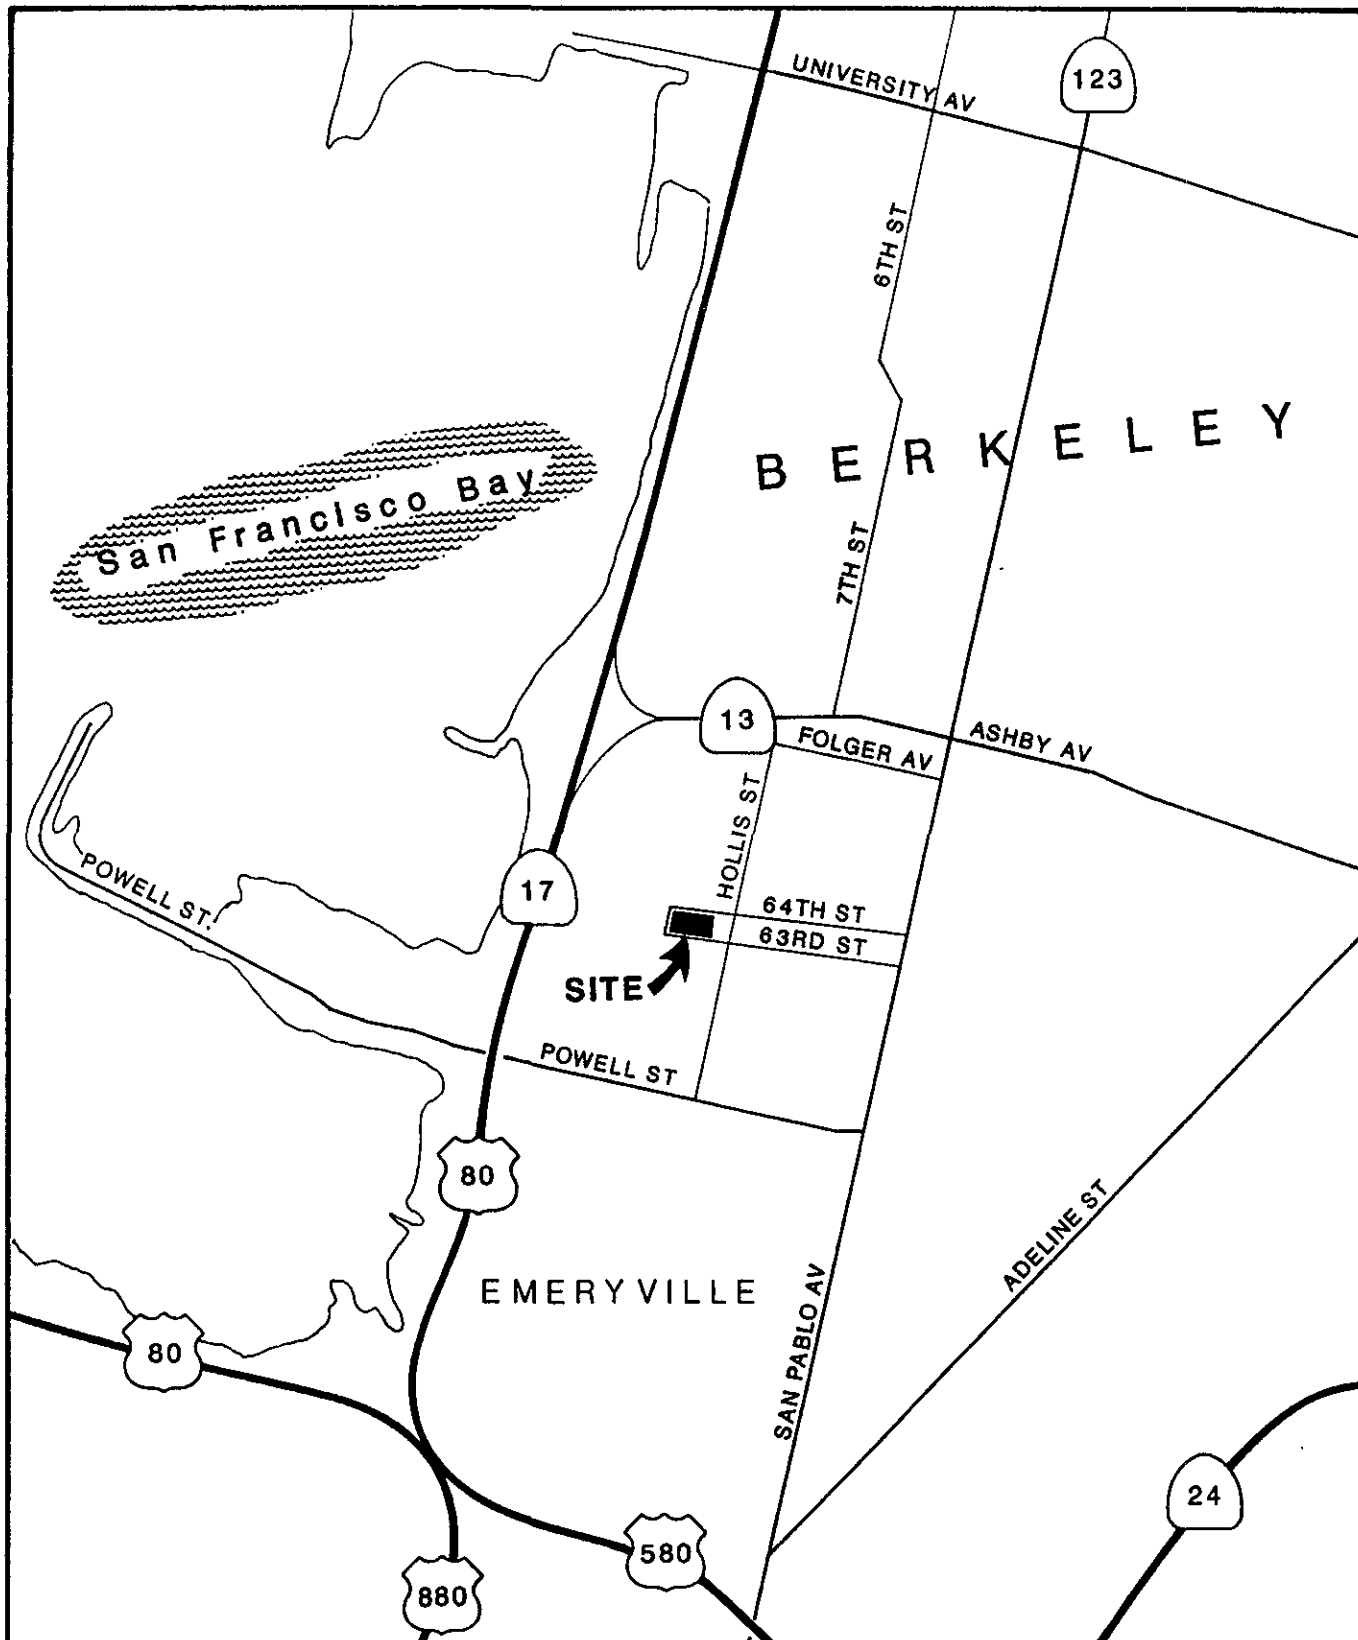 UNIVERSITY AV
123
6TH ST
BERKELEY
San Francisco Bay
7TH ST
13
ASHBY AV
FOLGER AV
HOLLIS ST
POWELL ST.
17
64TH ST
63RD ST
SITE
POWELL ST
80
ADELINE ST
EMERYVILLE
SAN PABLO AV
80
24
580
880